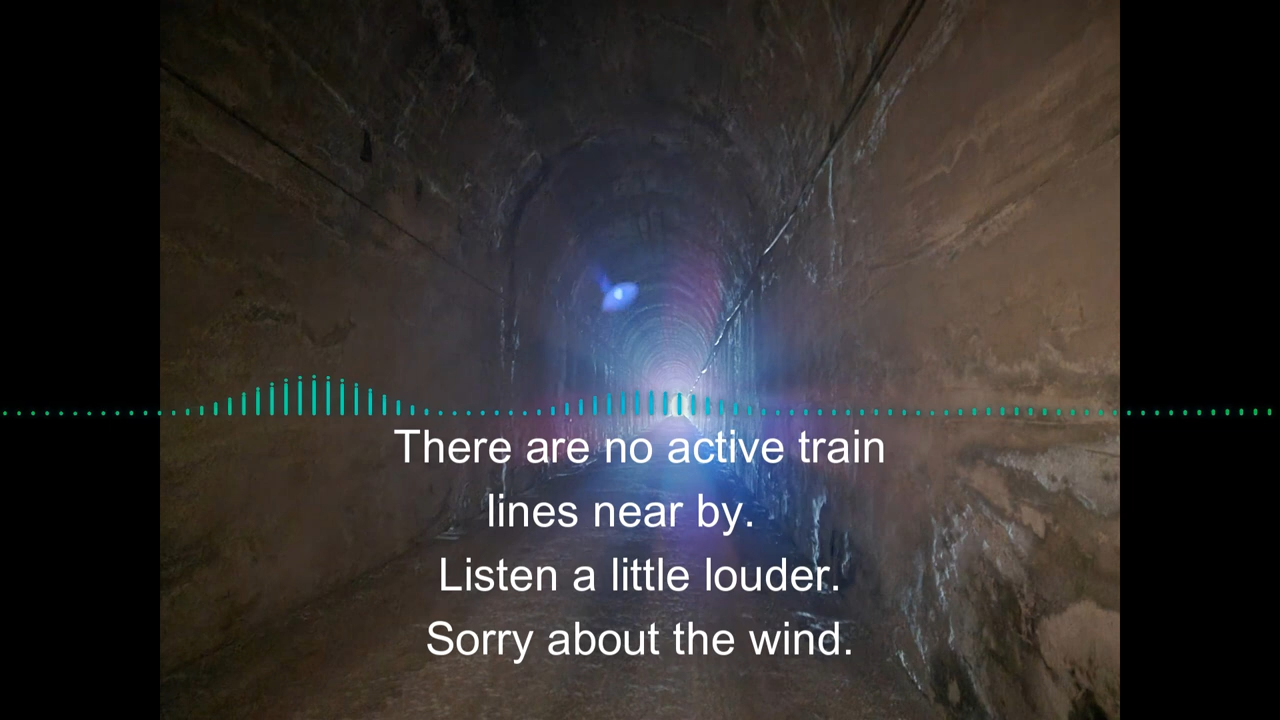 There are no active train
lines near by.
Listen a little louder.
Sorry about the wind.